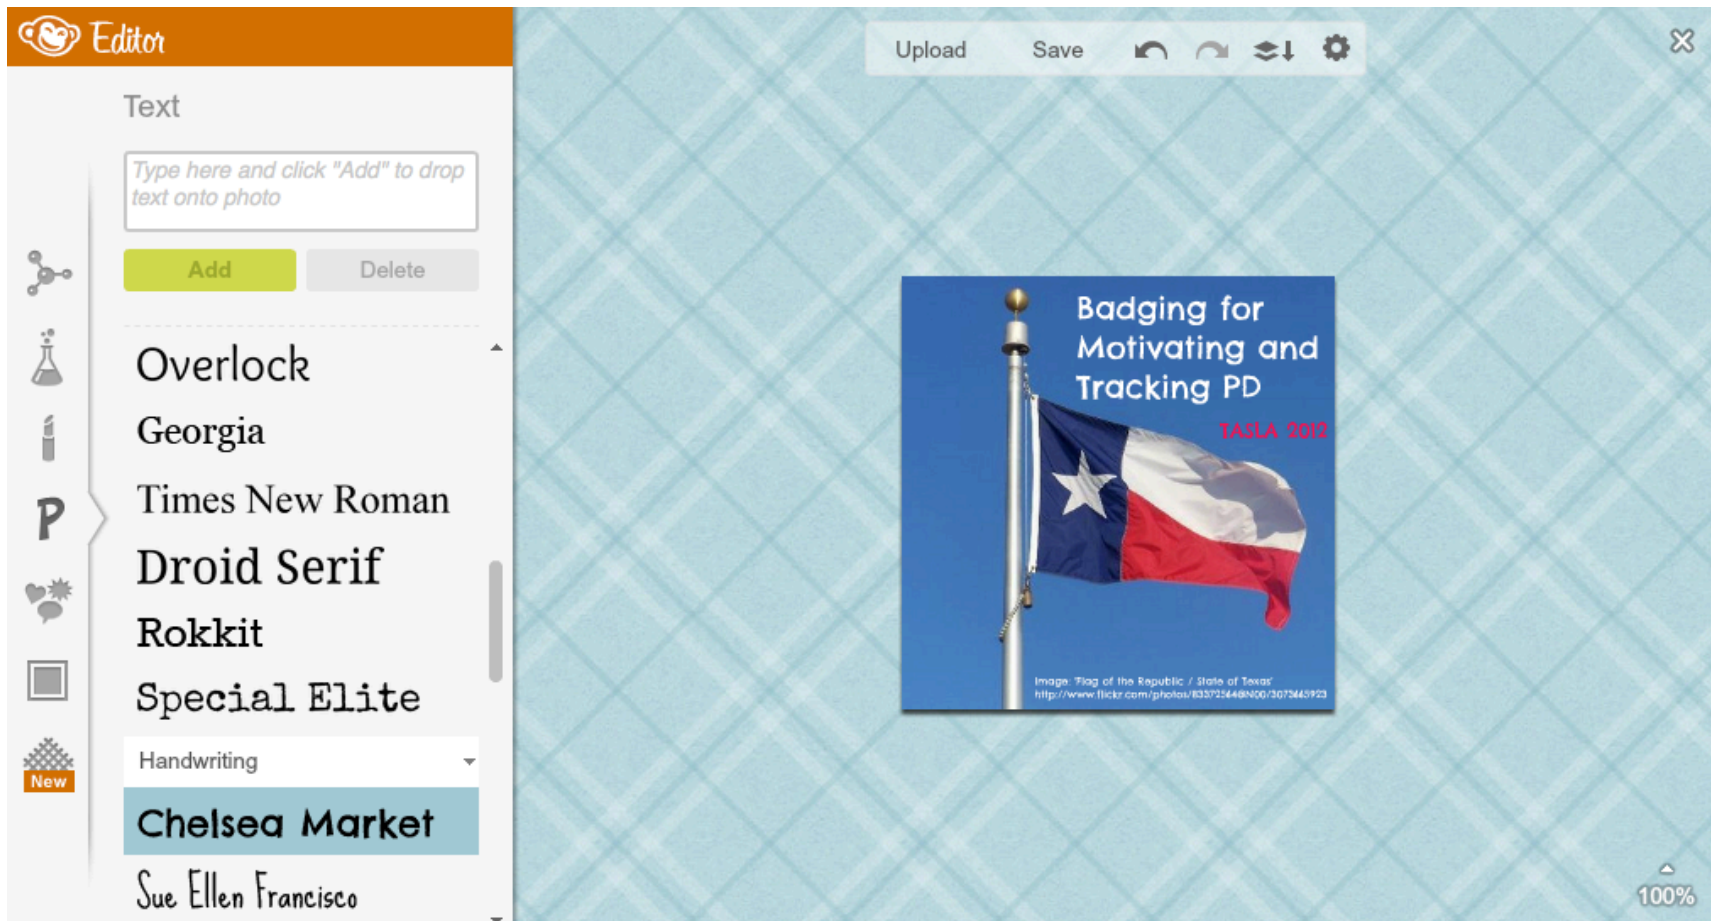 Editor
Upload Save
Text
Type here and click "Add" to drop
text onto photo
Add Delete
Overlock
Georgia
Times New Roman
Droid Serif
Rokkit
Special Elite
Handwriting
Chelsea Market
Sue Ellen Francisco
P
New
Badging for
Motivating and
Tracking PD
TASLA 2012
Image: 'Flag of the Republic / State of Texas'
100%